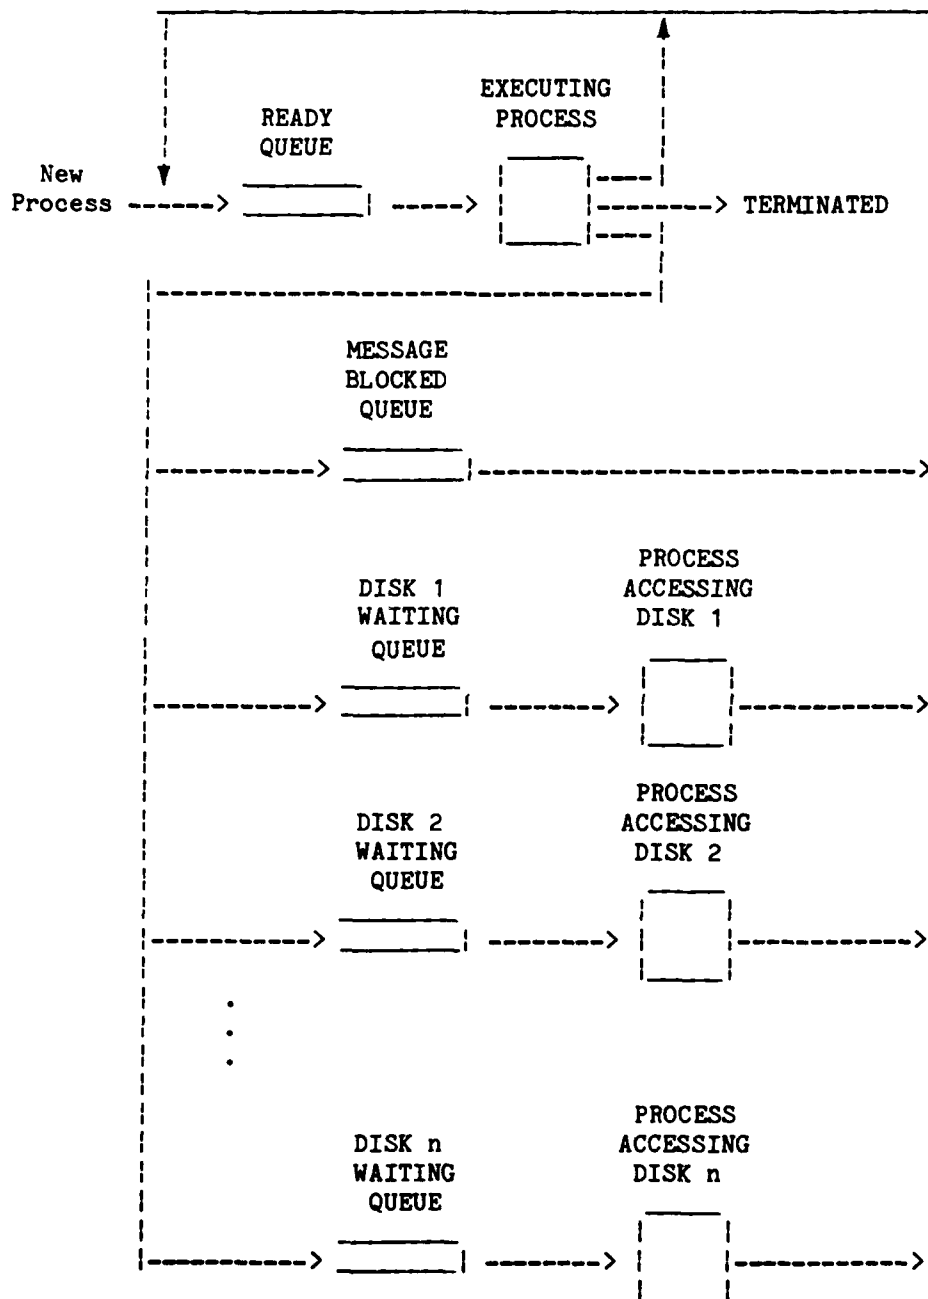 READY
QUEUE
EXECUTING
PROCESS
New
Process
TERMINATED
MESSAGE
BLOCKED
QUEUE
DISK 1
WAITING
QUEUE
PROCESS
ACCESSING
DISK 1
DISK 2
WAITING
QUEUE
PROCESS
ACCESSING
DISK 2
DISK n
WAITING
QUEUE
PROCESS
ACCESSING
DISK n